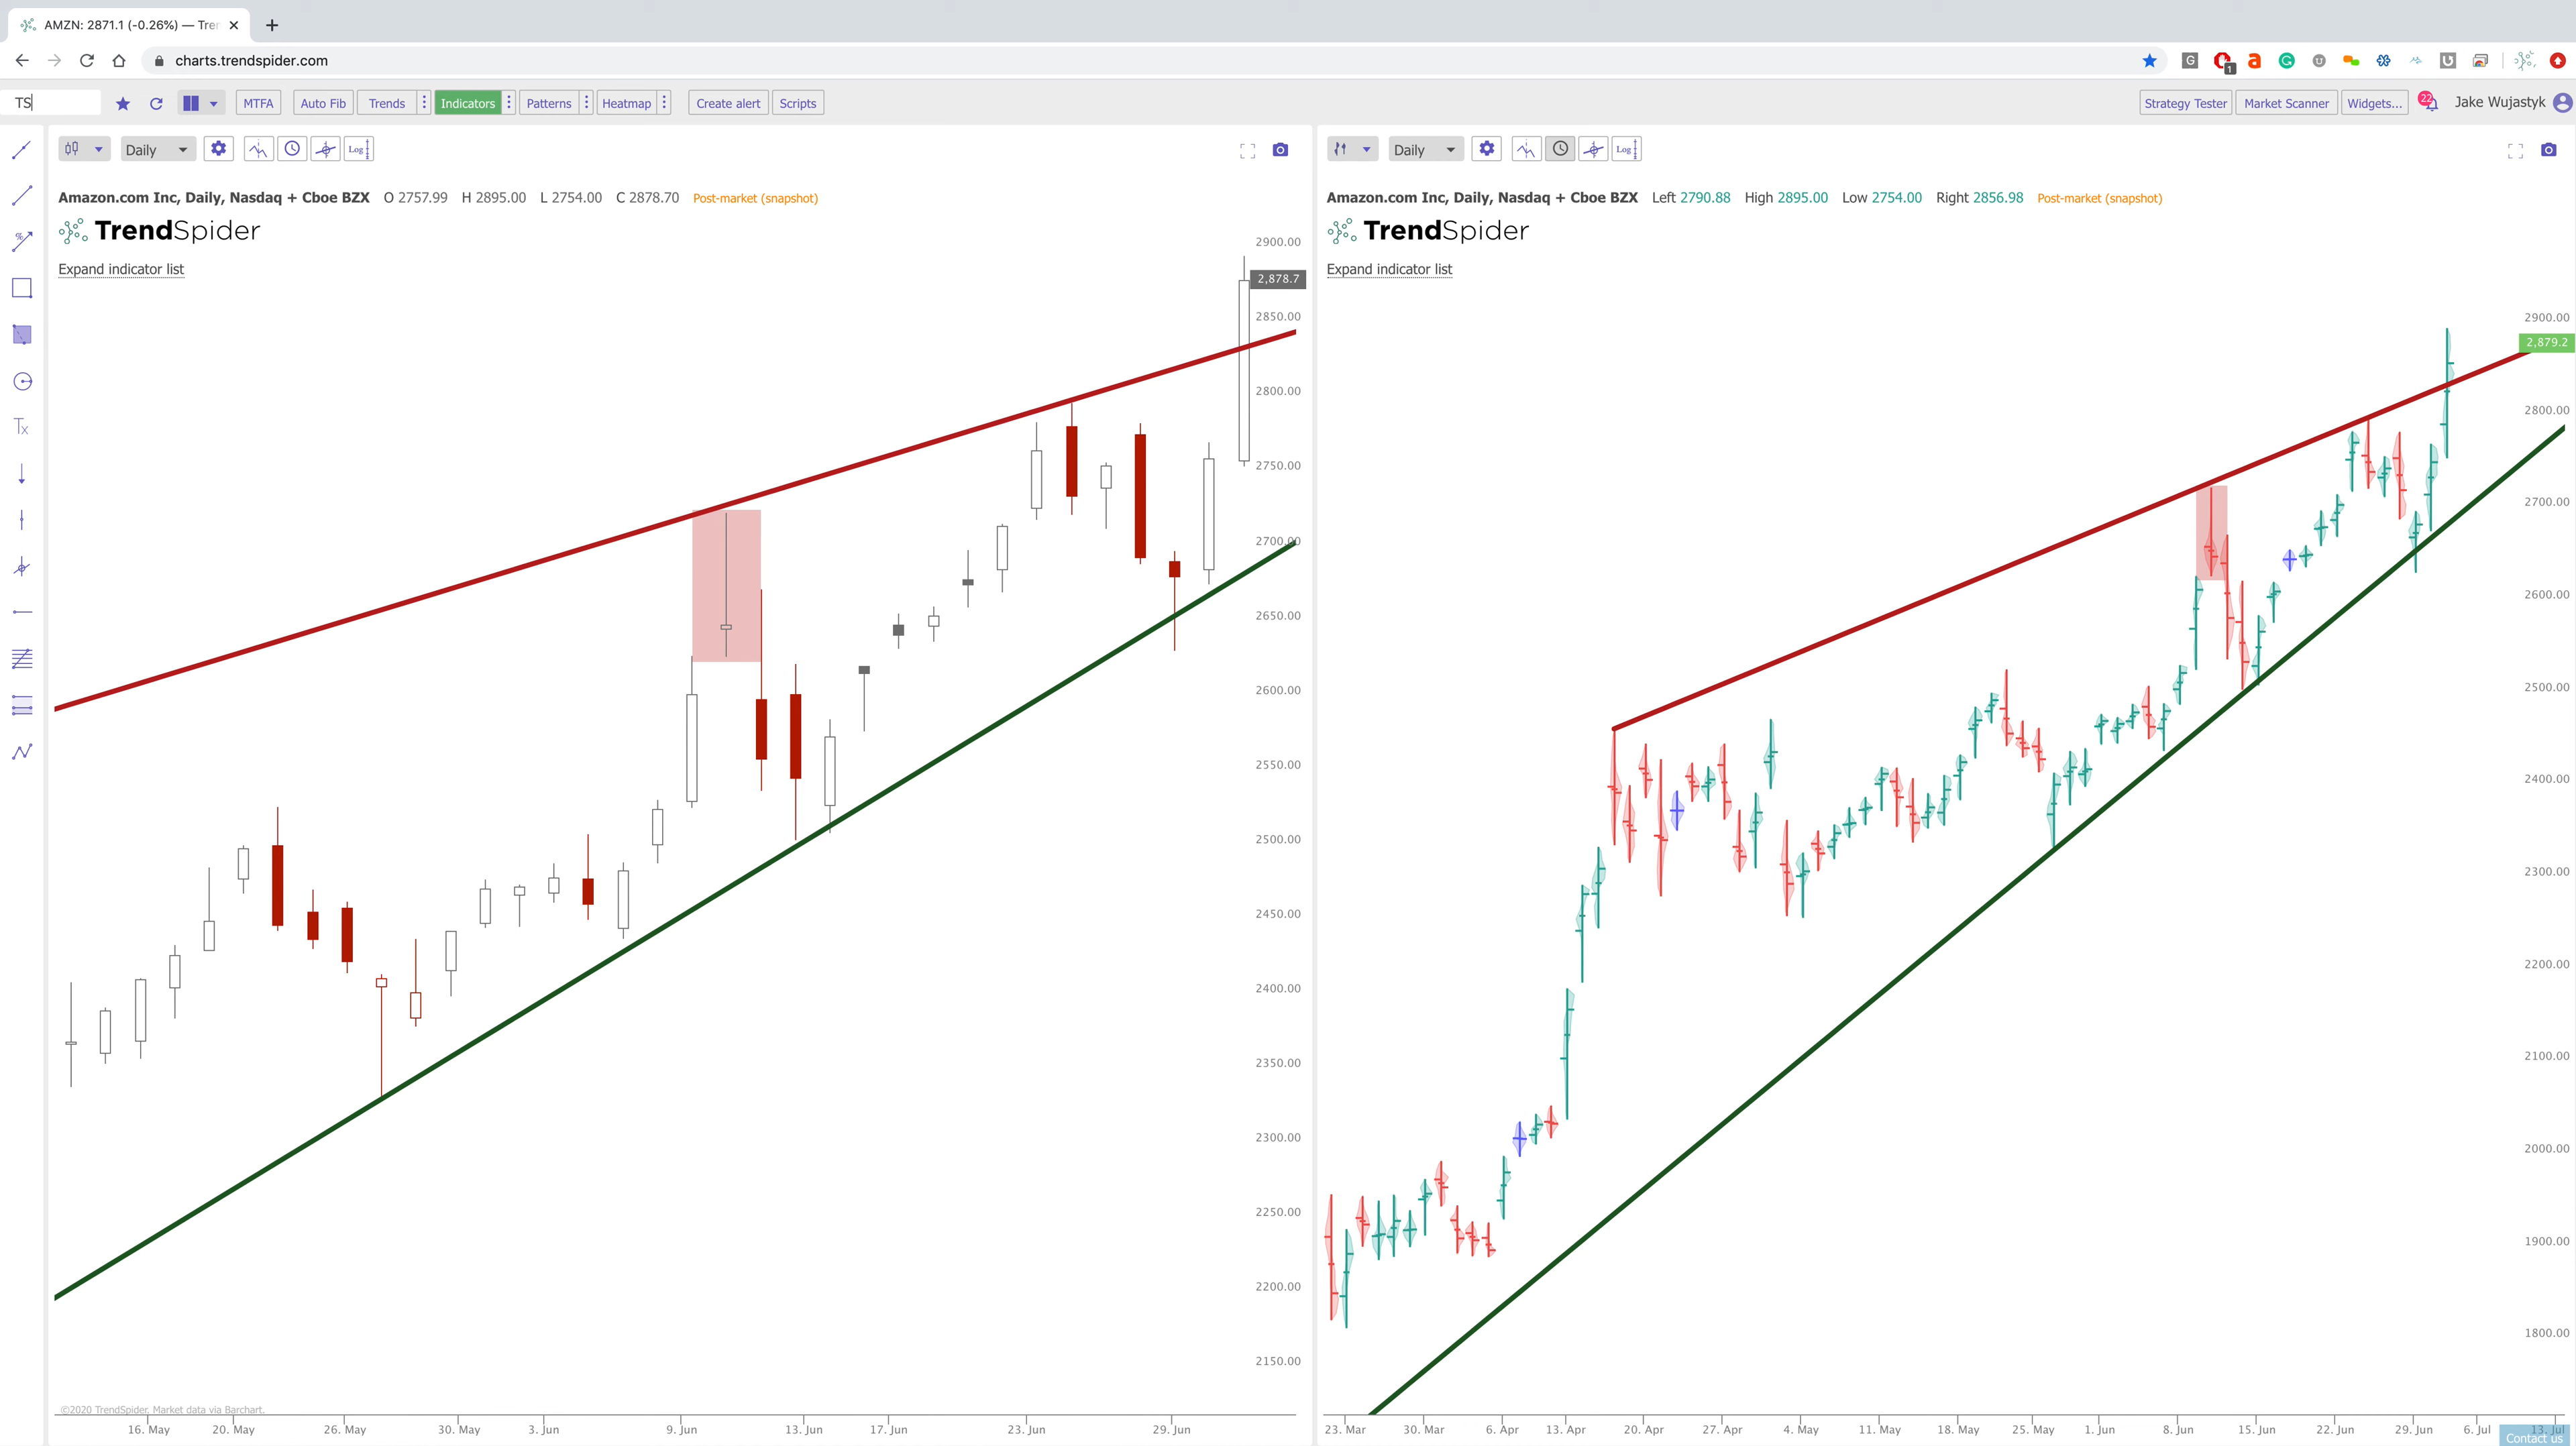 AMZN: 2871.1 (-0.26%) — Tre
charts.trendspider.com
1
TS
MTFA
Auto Fib
Trends
Indicators
Patterns
Heatmap
Create alert
Scripts
Strategy Tester
Market Scanner
Widgets...
22
Jake Wujastyk
Daily
Log
Amazon.com Inc, Daily, Nasdaq + Cboe BZX O 2757.99 H 2895.00 L 2754.00 C 2878.70 Post-market (snapshot)
TrendSpider
Expand indicator list
2900.00
2,878.7
2850.00
2800.00
2750.00
2700.00
2650.00
2600.00
2550.00
2500.00
2450.00
2400.00
2350.00
2300.00
2250.00
2200.00
2150.00
©2020 TrendSpider. Market data via Barchart.
16. May 20. May 26. May 30. May 3. Jun 9. Jun 13. Jun 17. Jun 23. Jun 29. Jun
Daily
Log
Amazon.com Inc, Daily, Nasdaq + Cboe BZX Left 2790.88 High 2895.00 Low 2754.00 Right 2856.98 Post-market (snapshot)
TrendSpider
Expand indicator list
2900.00
2,879.2
2800.00
2700.00
2600.00
2500.00
2400.00
2300.00
2200.00
2100.00
2000.00
1900.00
1800.00
23. Mar 30. Mar 6. Apr 13. Apr 20. Apr 27. Apr 4. May 11. May 18. May 25. May 1. Jun 8. Jun 15. Jun 22. Jun 29. Jun 6. Jul
Contact us